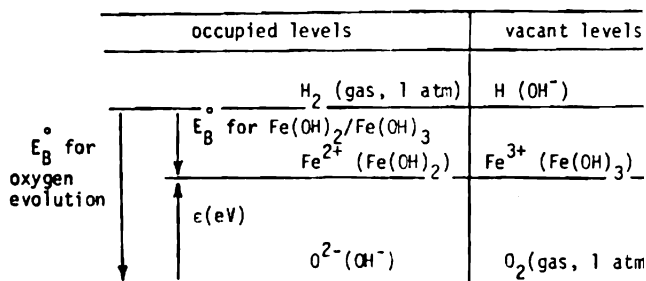 occupied levels vacant levels
H₂ (gas, 1 atm) H (OH⁻)
E°B for Fe(OH)₂/Fe(OH)₃
E°B for
oxygen
evolution
Fe²⁺ (Fe(OH)₂) Fe³⁺ (Fe(OH)₃)
ε(eV)
O²⁻(OH⁻) O₂(gas, 1 atm